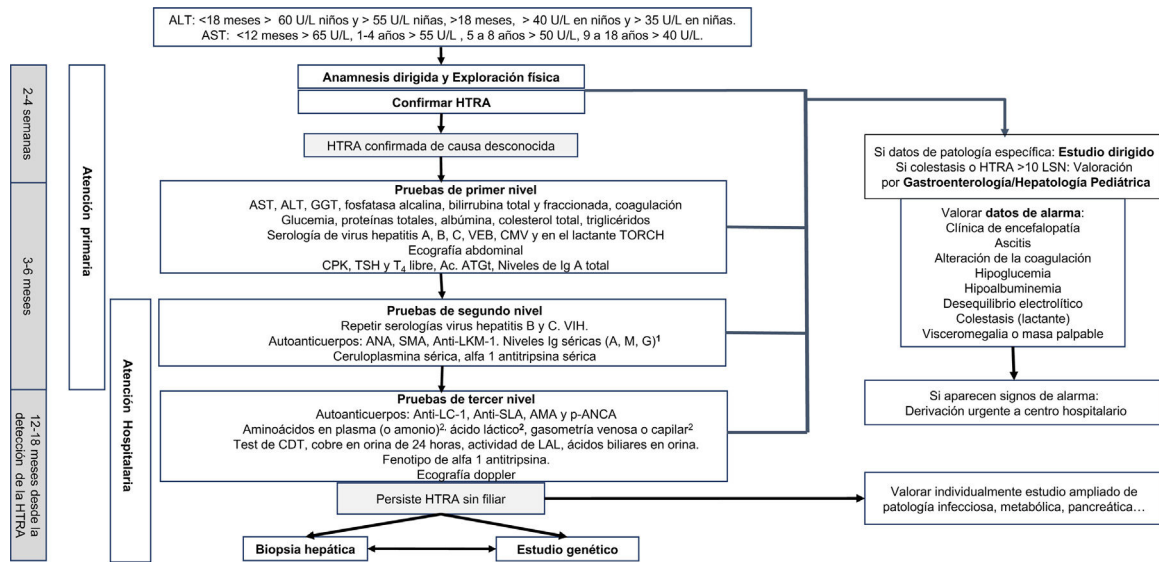 ALT: <18 meses > 60 U/L niños y > 55 U/L niñas, >18 meses, > 40 U/L en niños y > 35 U/L en niñas.
AST: <12 meses > 65 U/L, 1-4 años > 55 U/L , 5 a 8 años > 50 U/L, 9 a 18 años > 40 U/L.
2-4 semanas
3-6 meses
12-18 meses desde la
detección de la HTRA
Atención primaria
Atención Hospitalaria
Anamnesis dirigida y Exploración física
Confirmar HTRA
HTRA confirmada de causa desconocida
Pruebas de primer nivel
AST, ALT, GGT, fosfatasa alcalina, bilirrubina total y fraccionada, coagulación
Glucemia, proteínas totales, albúmina, colesterol total, triglicéridos
Serología de virus hepatitis A, B, C, VEB, CMV y en el lactante TORCH
Ecografía abdominal
CPK, TSH y T4 libre, Ac. ATGt, Niveles de Ig A total
Pruebas de segundo nivel
Repetir serologías virus hepatitis B y C. VIH.
Autoanticuerpos: ANA, SMA, Anti-LKM-1. Niveles Ig séricas (A, M, G)¹
Ceruloplasmina sérica, alfa 1 antitripsina sérica
Pruebas de tercer nivel
Autoanticuerpos: Anti-LC-1, Anti-SLA, AMA y p-ANCA
Aminoácidos en plasma (o amonio)², ácido láctico², gasometría venosa o capilar²
Test de CDT, cobre en orina de 24 horas, actividad de LAL, ácidos biliares en orina.
Fenotipo de alfa 1 antitripsina.
Ecografía doppler
Persiste HTRA sin filiar
Biopsia hepática
Estudio genético
Si datos de patología específica: Estudio dirigido
Si colestasis o HTRA >10 LSN: Valoración
por Gastroenterología/Hepatología Pediátrica
Valorar datos de alarma:
Clínica de encefalopatía
Ascitis
Alteración de la coagulación
Hipoglucemia
Hipoalbuminemia
Desequilibrio electrolítico
Colestasis (lactante)
Visceromegalia o masa palpable
Si aparecen signos de alarma:
Derivación urgente a centro hospitalario
Valorar individualmente estudio ampliado de
patología infecciosa, metabólica, pancreática…